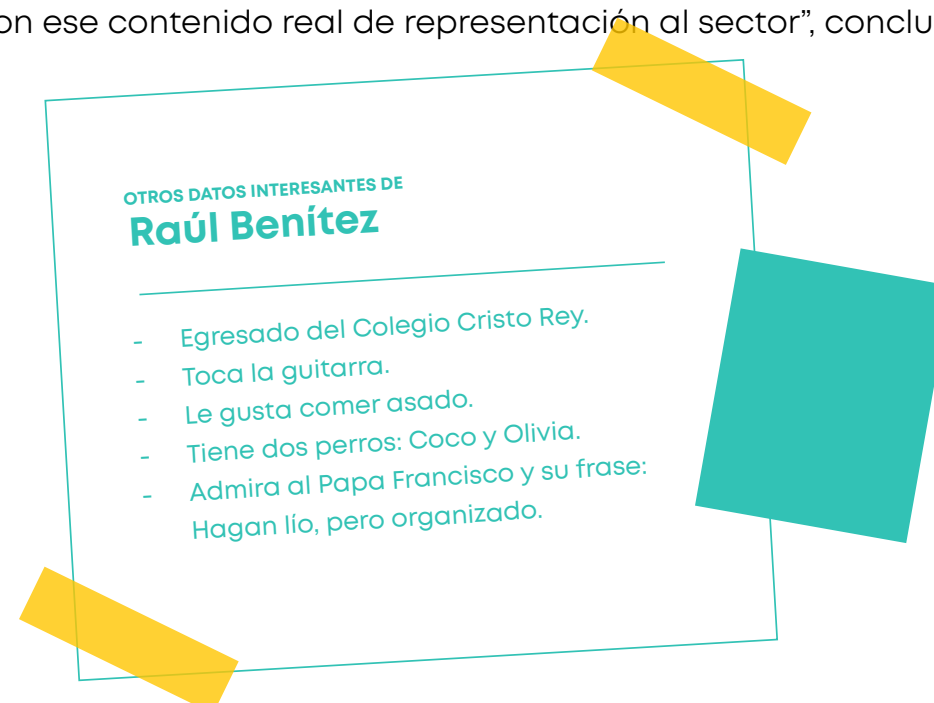 on ese contenido real de representación al sector”, conclu
OTROS DATOS INTERESANTES DE
Raúl Benítez
- Egresado del Colegio Cristo Rey.
- Toca la guitarra.
- Le gusta comer asado.
- Tiene dos perros: Coco y Olivia.
- Admira al Papa Francisco y su frase:
Hagan lío, pero organizado.